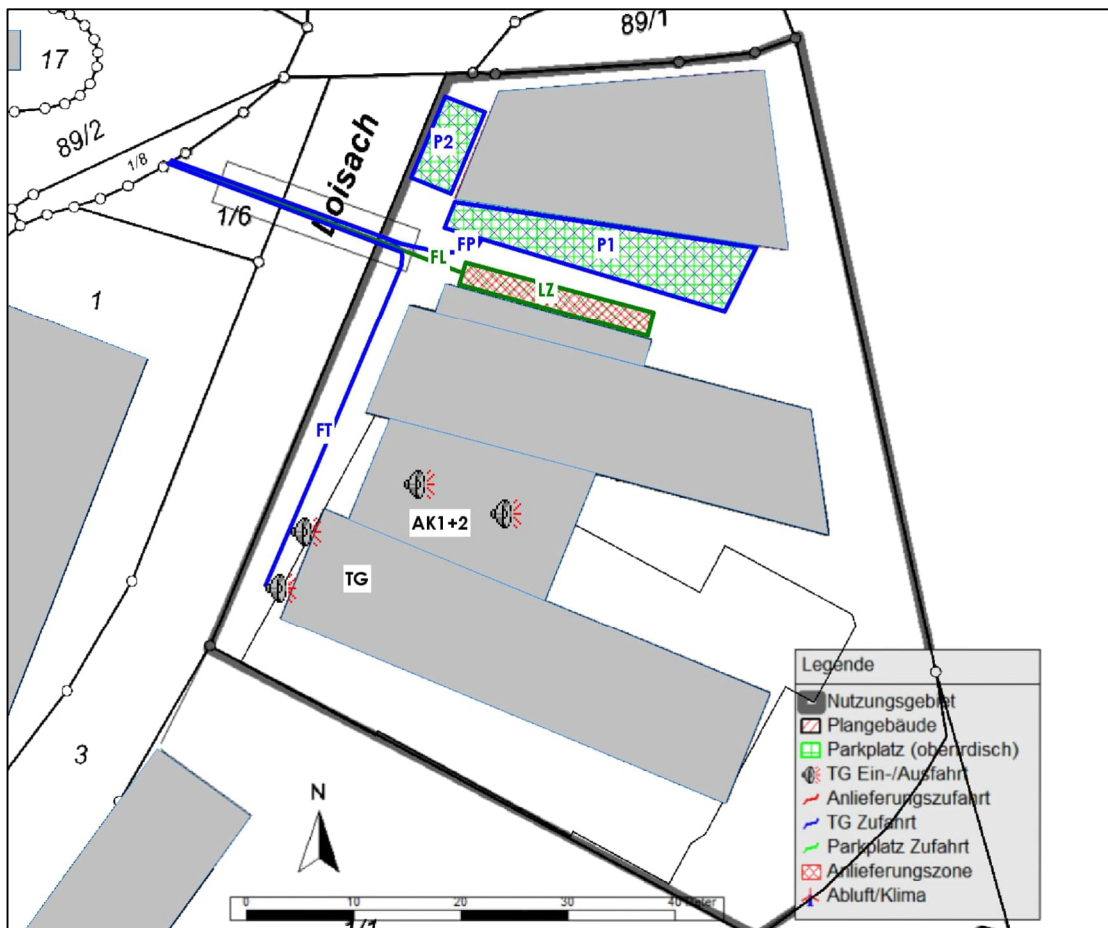 89/1
17
89/2
1/8
Loisach
1/6
P2
FP
P1
FL
LZ
1
FT
AK1+2
TG
3
N
0 10 20 30 40 Meter
1/1
Legende
Nutzungsgebiet
Plangebäude
Parkplatz (oberirdisch)
TG Ein-/Ausfahrt
Anlieferungszufahrt
TG Zufahrt
Parkplatz Zufahrt
Anlieferungszone
Abluft/Klima